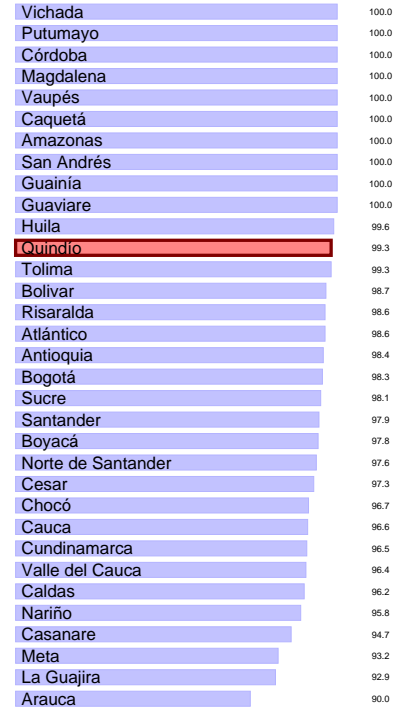 Vichada 100.0
Putumayo 100.0
Córdoba 100.0
Magdalena 100.0
Vaupés 100.0
Caquetá 100.0
Amazonas 100.0
San Andrés 100.0
Guainía 100.0
Guaviare 100.0
Huila 99.6
Quindío 99.3
Tolima 99.3
Bolivar 98.7
Risaralda 98.6
Atlántico 98.6
Antioquia 98.4
Bogotá 98.3
Sucre 98.1
Santander 97.9
Boyacá 97.8
Norte de Santander 97.6
Cesar 97.3
Chocó 96.7
Cauca 96.6
Cundinamarca 96.5
Valle del Cauca 96.4
Caldas 96.2
Nariño 95.8
Casanare 94.7
Meta 93.2
La Guajira 92.9
Arauca 90.0